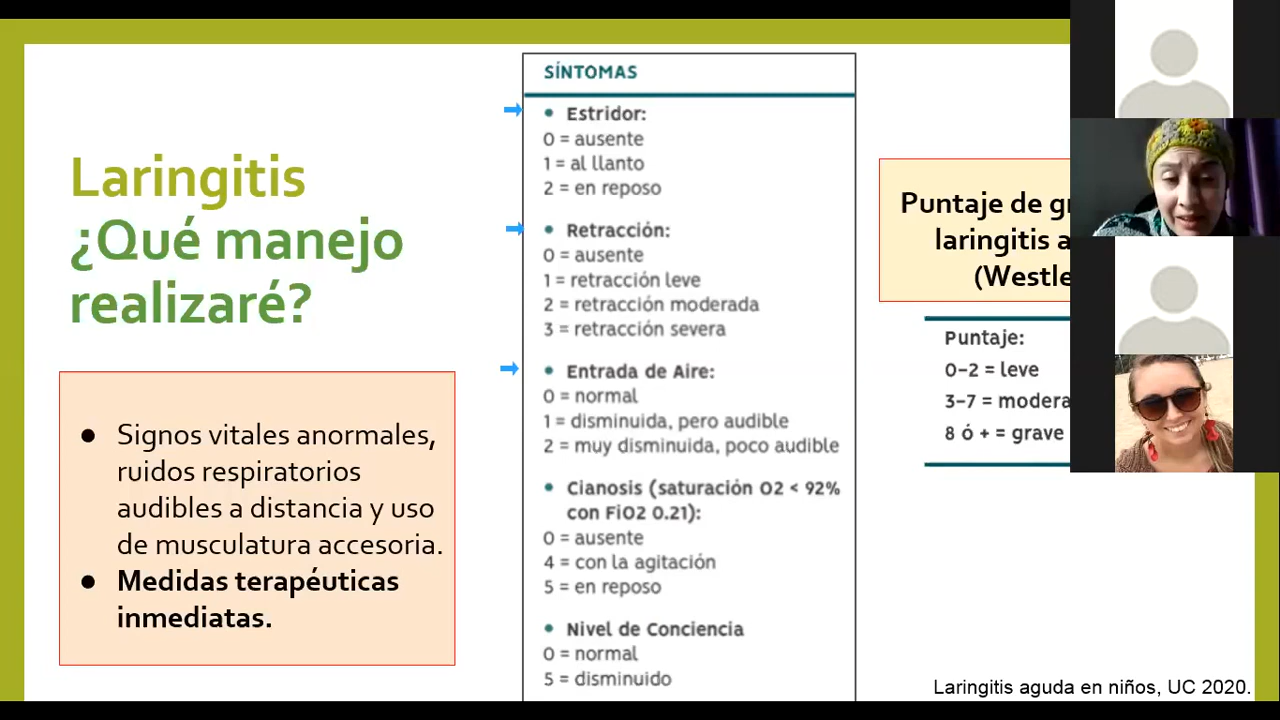 Laringitis
¿Qué manejo
realizaré?
● Signos vitales anormales,
ruidos respiratorios
audibles a distancia y uso
de musculatura accesoria.
● Medidas terapéuticas
inmediatas.
SÍNTOMAS
• Estridor:
0 = ausente
1 = al llanto
2 = en reposo
• Retracción:
0 = ausente
1 = retracción leve
2 = retracción moderada
3 = retracción severa
• Entrada de Aire:
0 = normal
1 = disminuida, pero audible
2 = muy disminuida, poco audible
• Cianosis (saturación O2 < 92%
con FiO2 0.21):
0 = ausente
4 = con la agitación
5 = en reposo
• Nivel de Conciencia
0 = normal
5 = disminuido
Puntaje de
laringitis
Puntaje:
0–2 = leve
3–7 =
8 ó + = grave
Laringitis aguda en niños, UC 2020.